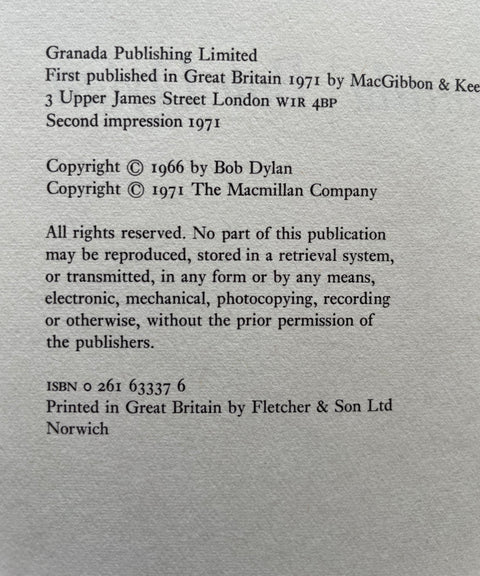 Granada Publishing Limited
First published in Great Britain 1971 by MacGibbon & Kee
3 Upper James Street London W1R 4BP
Second impression 1971
Copyright © 1966 by Bob Dylan
Copyright © 1971 The Macmillan Company
All rights reserved. No part of this publication
may be reproduced, stored in a retrieval system,
or transmitted, in any form or by any means,
electronic, mechanical, photocopying, recording
or otherwise, without the prior permission of
the publishers.
ISBN 0 261 63337 6
Printed in Great Britain by Fletcher & Son Ltd
Norwich